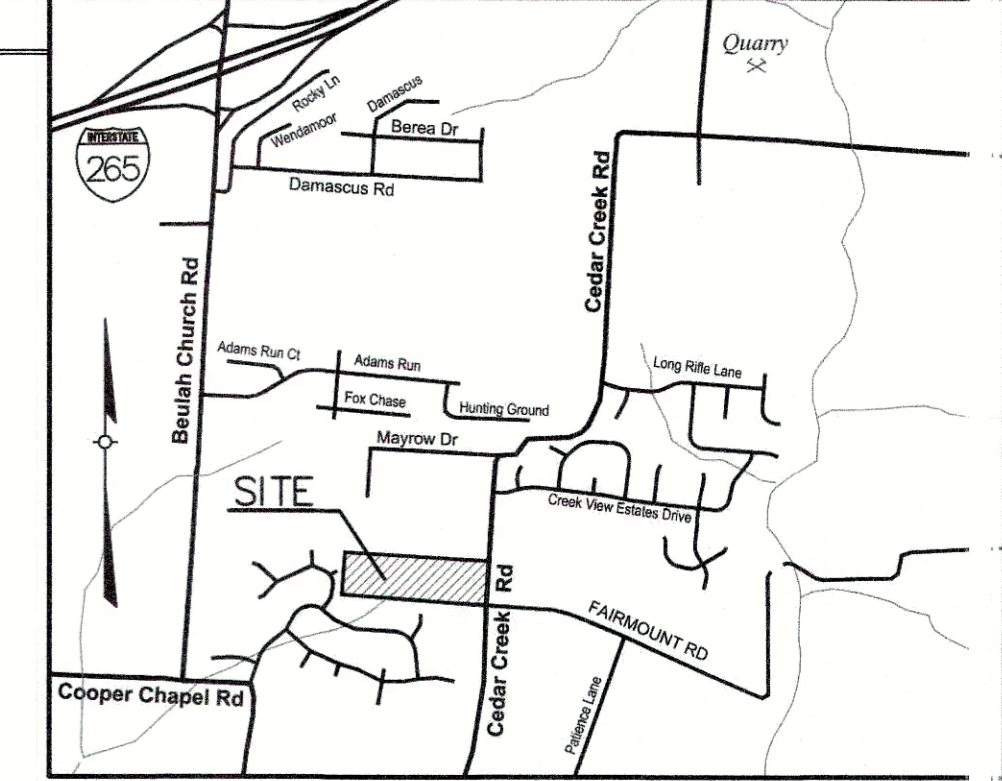 Quarry
Rocky Ln
Damascus
Wendamoor
Berea Dr
INTERSTATE
265
Damascus Rd
Cedar Creek Rd
Beulah Church Rd
Adams Run Ct
Adams Run
Long Rifle Lane
Fox Chase
Hunting Ground
Mayrow Dr
SITE
Creek View Estates Drive
Cedar Creek Rd
FAIRMOUNT RD
Cooper Chapel Rd
Patience Lane